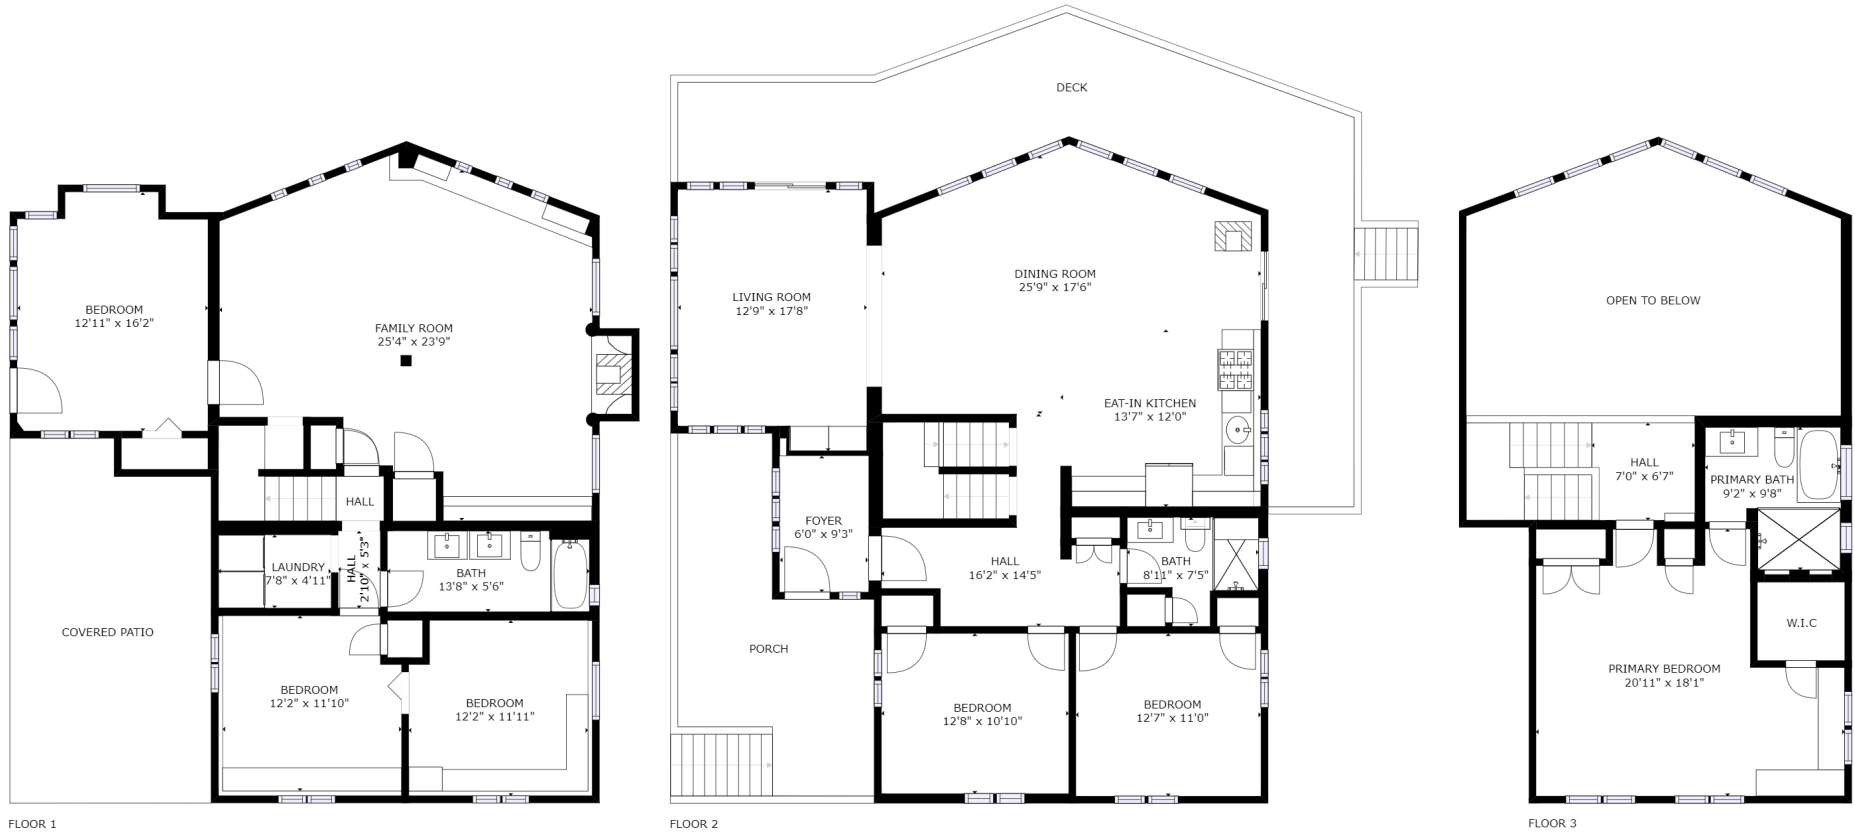 BEDROOM
12'11" x 16'2"
FAMILY ROOM
25'4" x 23'9"
HALL
LAUNDRY
7'8" x 4'11"
HALL
2'10" x 5'3"
BATH
13'8" x 5'6"
COVERED PATIO
BEDROOM
12'2" x 11'10"
BEDROOM
12'2" x 11'11"
FLOOR 1
DECK
LIVING ROOM
12'9" x 17'8"
DINING ROOM
25'9" x 17'6"
EAT-IN KITCHEN
13'7" x 12'0"
FOYER
6'0" x 9'3"
HALL
16'2" x 14'5"
BATH
8'11" x 7'5"
PORCH
BEDROOM
12'8" x 10'10"
BEDROOM
12'7" x 11'0"
FLOOR 2
OPEN TO BELOW
HALL
7'0" x 6'7"
PRIMARY BATH
9'2" x 9'8"
W.I.C
PRIMARY BEDROOM
20'11" x 18'1"
FLOOR 3